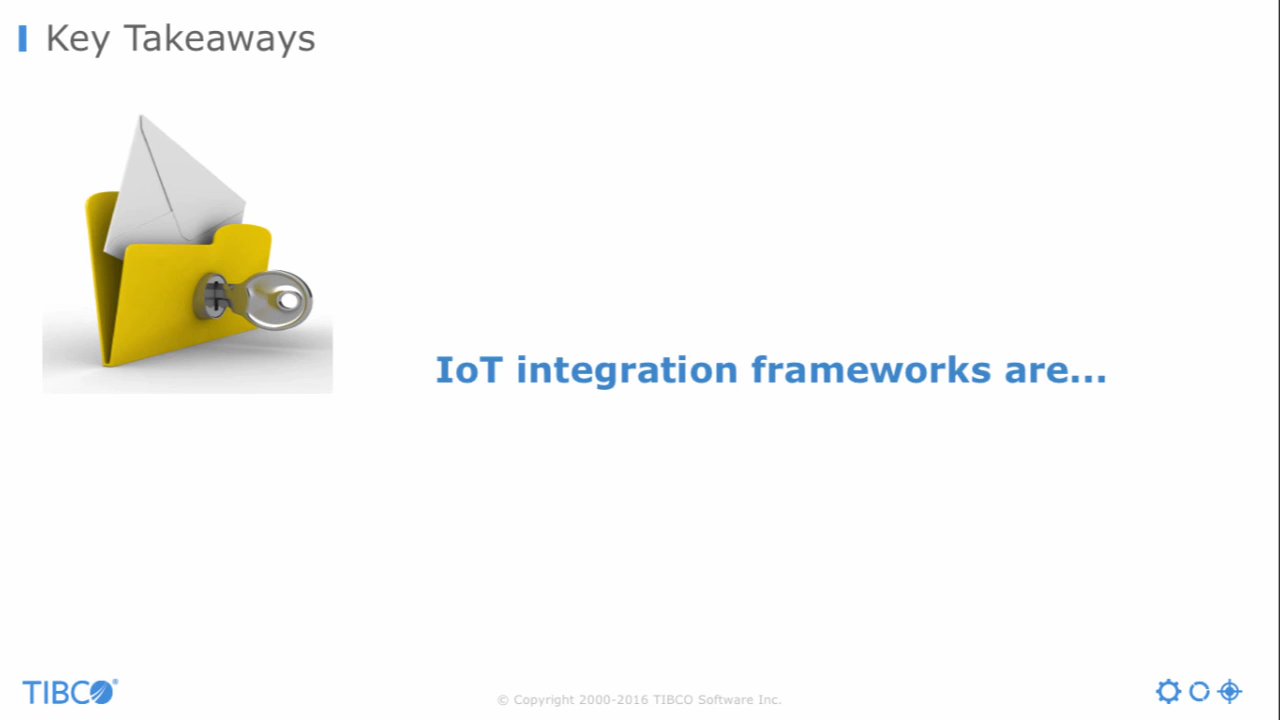 Key Takeaways
IoT integration frameworks are...
TIBCO®
© Copyright 2000-2016 TIBCO Software Inc.